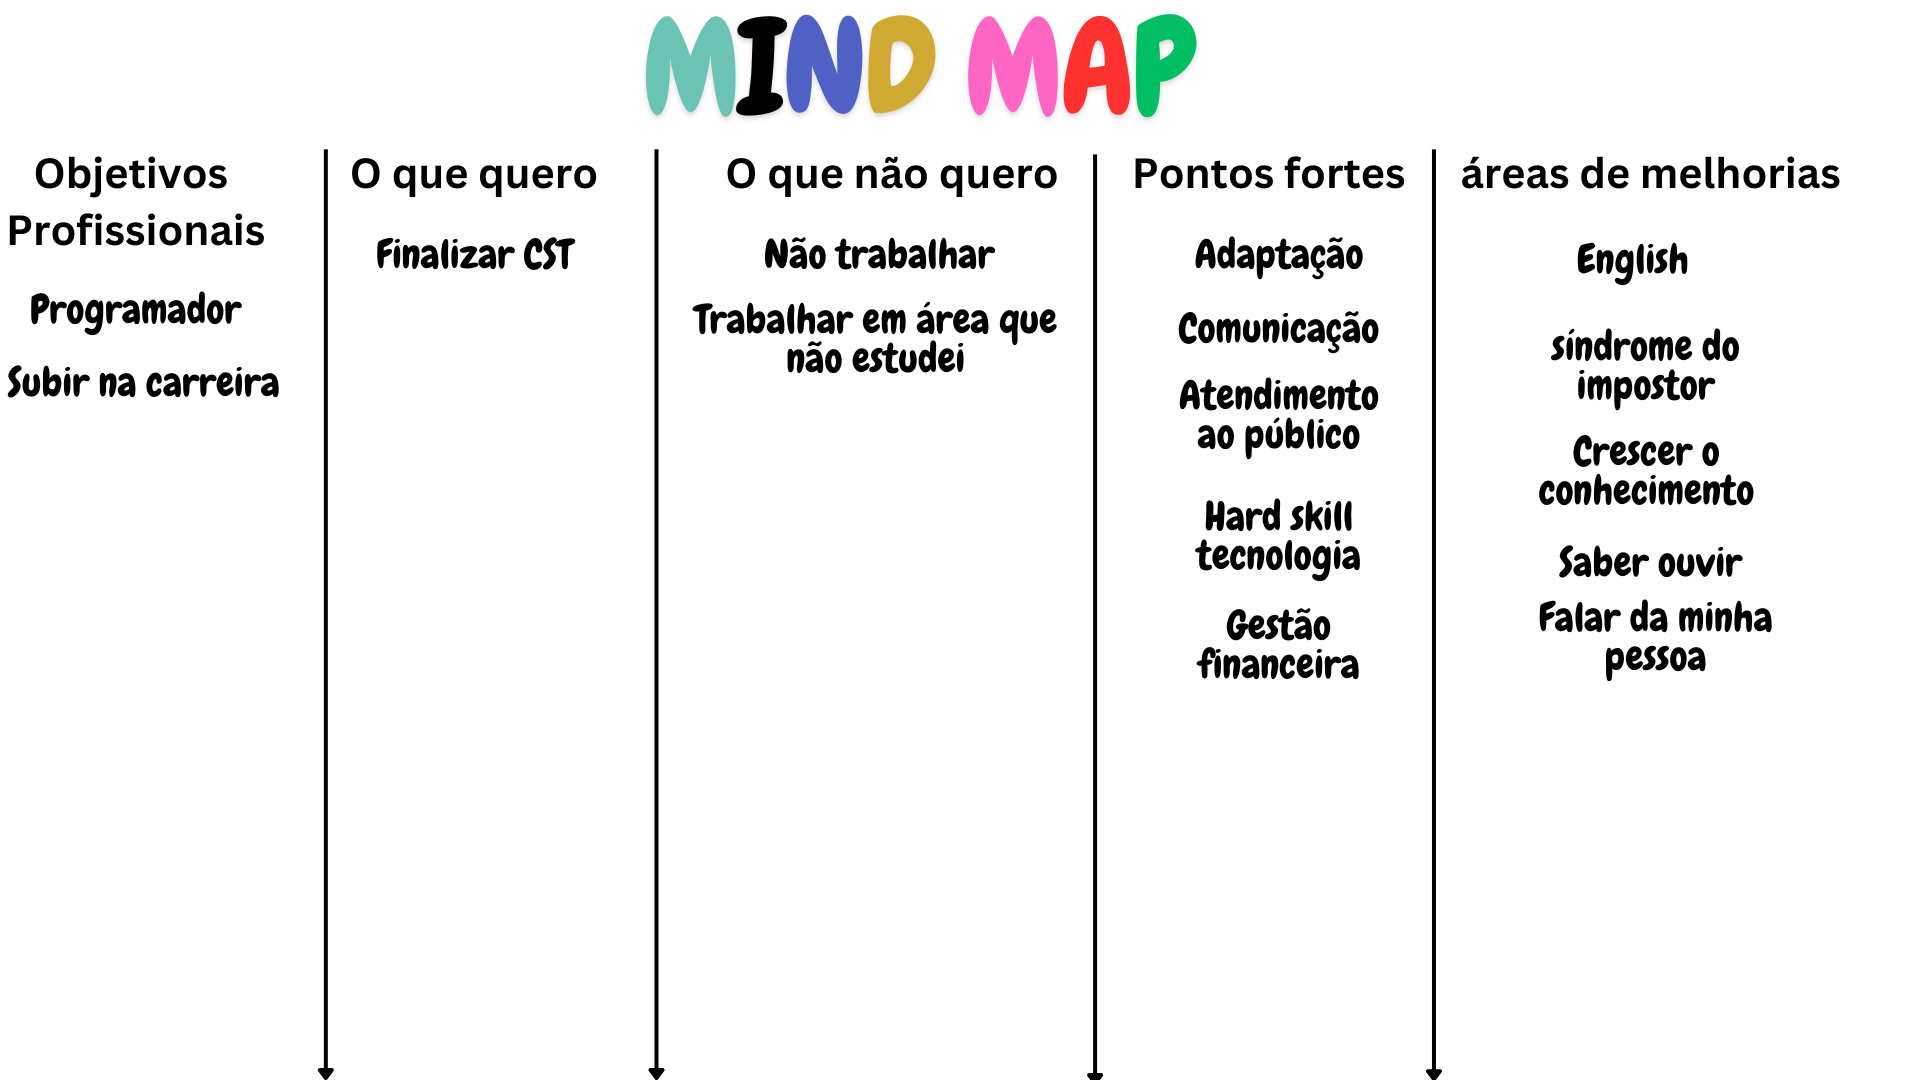 MIND MAP
Objetivos
Profissionais
Programador
Subir na carreira
O que quero
Finalizar CST
O que não quero
Não trabalhar
Trabalhar em área que
não estudei
Pontos fortes
Adaptação
Comunicação
Atendimento
ao público
Hard skill
tecnologia
Gestão
financeira
áreas de melhorias
English
síndrome do
impostor
Crescer o
conhecimento
Saber ouvir
Falar da minha
pessoa